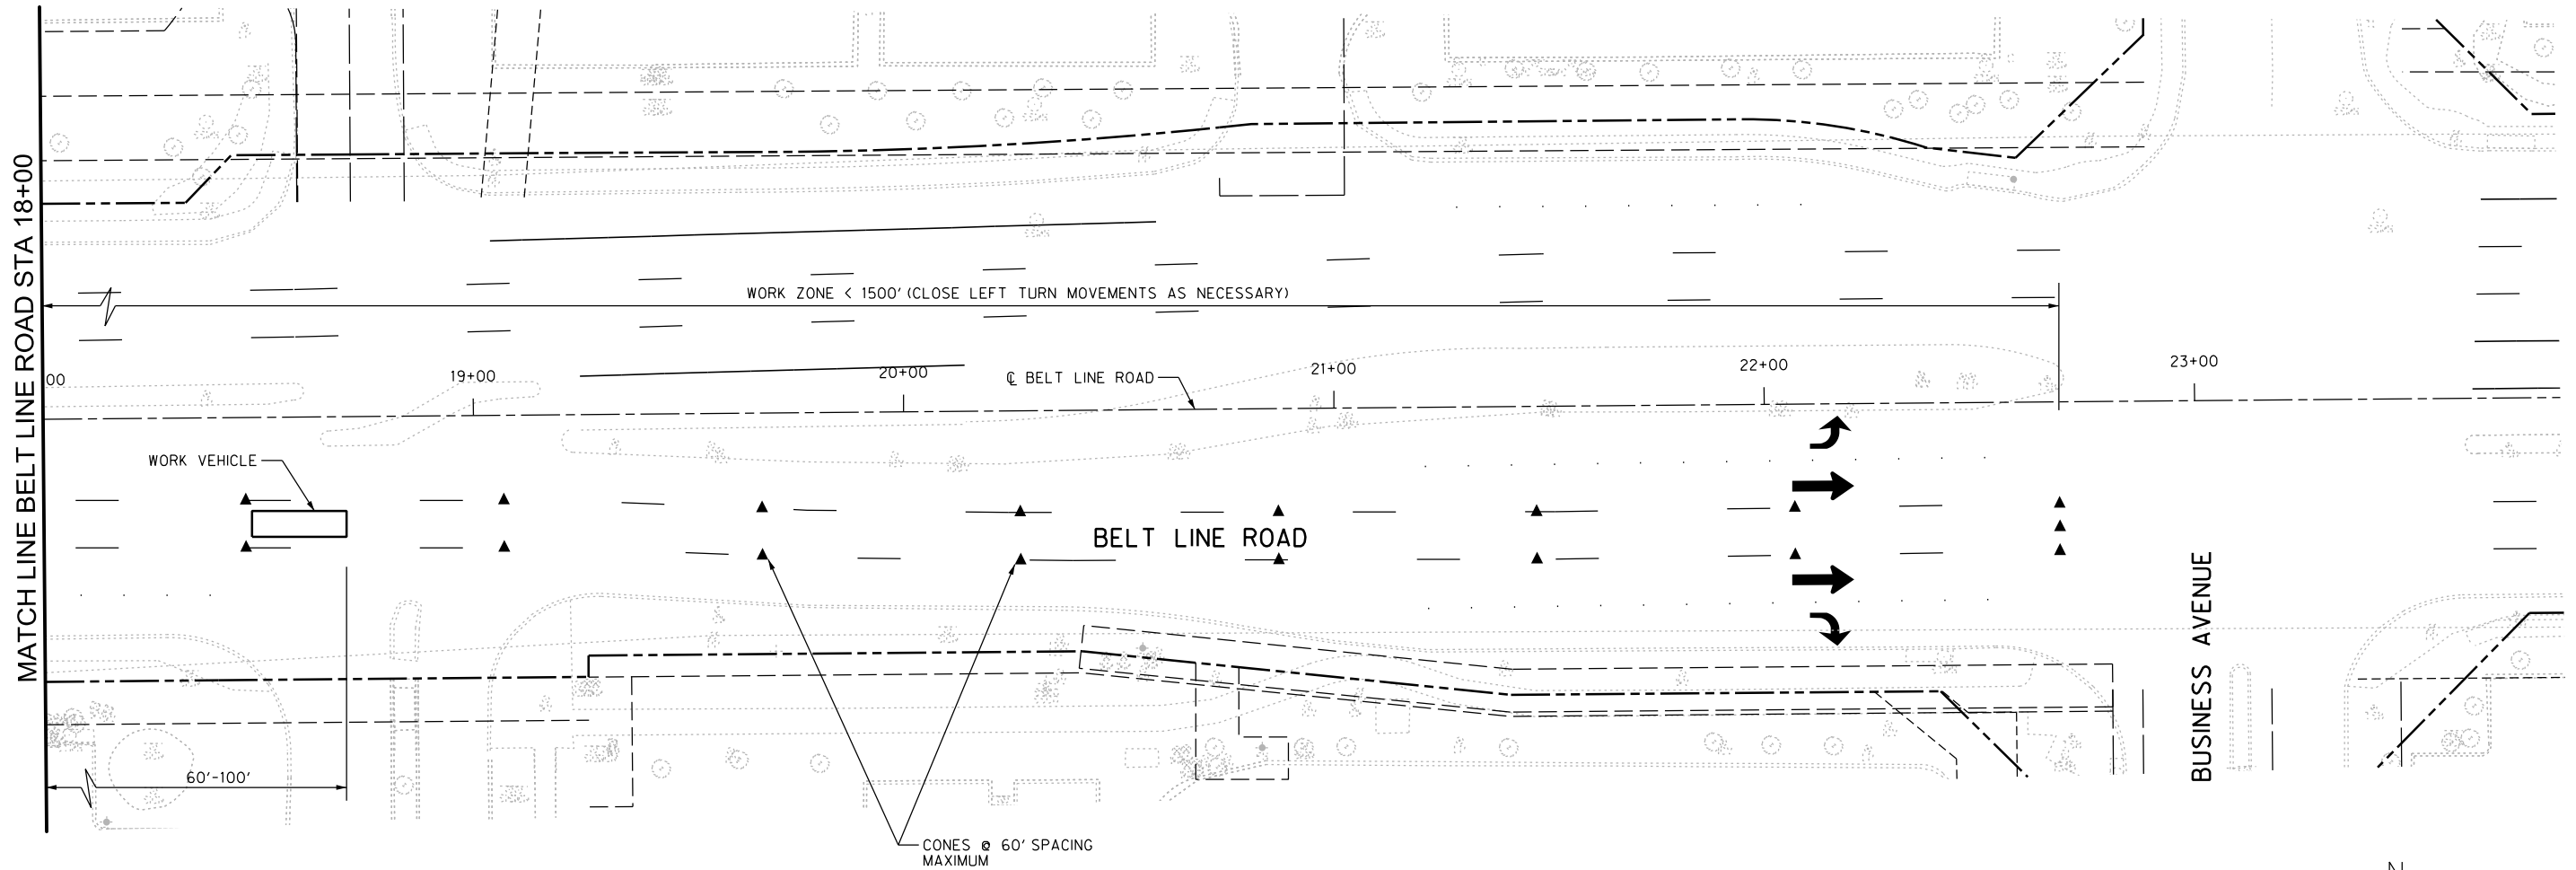 MATCH LINE BELT LINE ROAD STA 18+00
WORK ZONE < 1500' (CLOSE LEFT TURN MOVEMENTS AS NECESSARY)
00
19+00
20+00
℄ BELT LINE ROAD
21+00
22+00
23+00
WORK VEHICLE
BELT LINE ROAD
BUSINESS AVENUE
60'-100'
CONES @ 60' SPACING
MAXIMUM
N